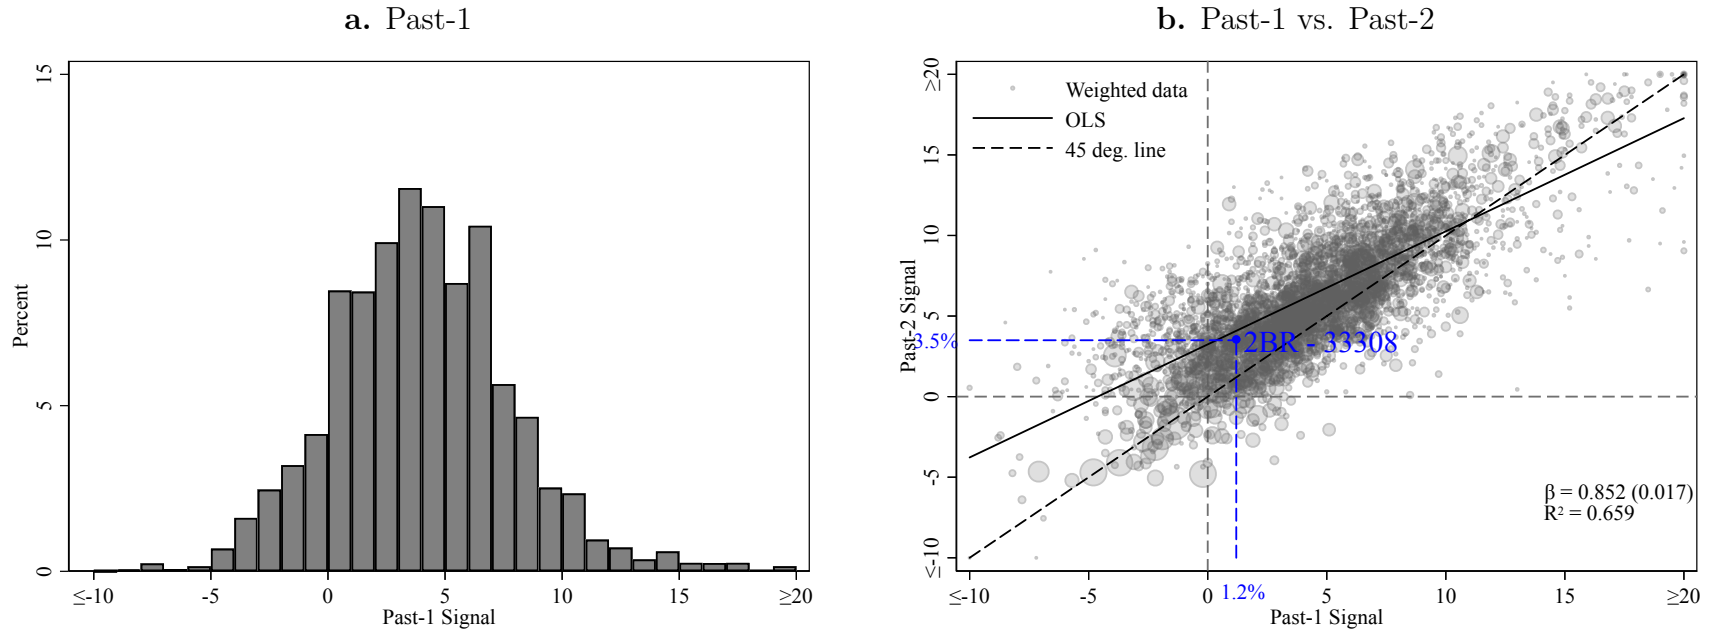 a. Past-1
15
10
5
0
Percent
≤-10
-5
0
5
10
15
≥20
Past-1 Signal
b. Past-1 vs. Past-2
Weighted data
OLS
45 deg. line
≥20
15
10
5
0
-5
≤-10
Past-2 Signal
3.5%
2BR - 33308
β = 0.852 (0.017)
R² = 0.659
≤-10
-5
0
1.2%
5
10
15
≥20
Past-1 Signal